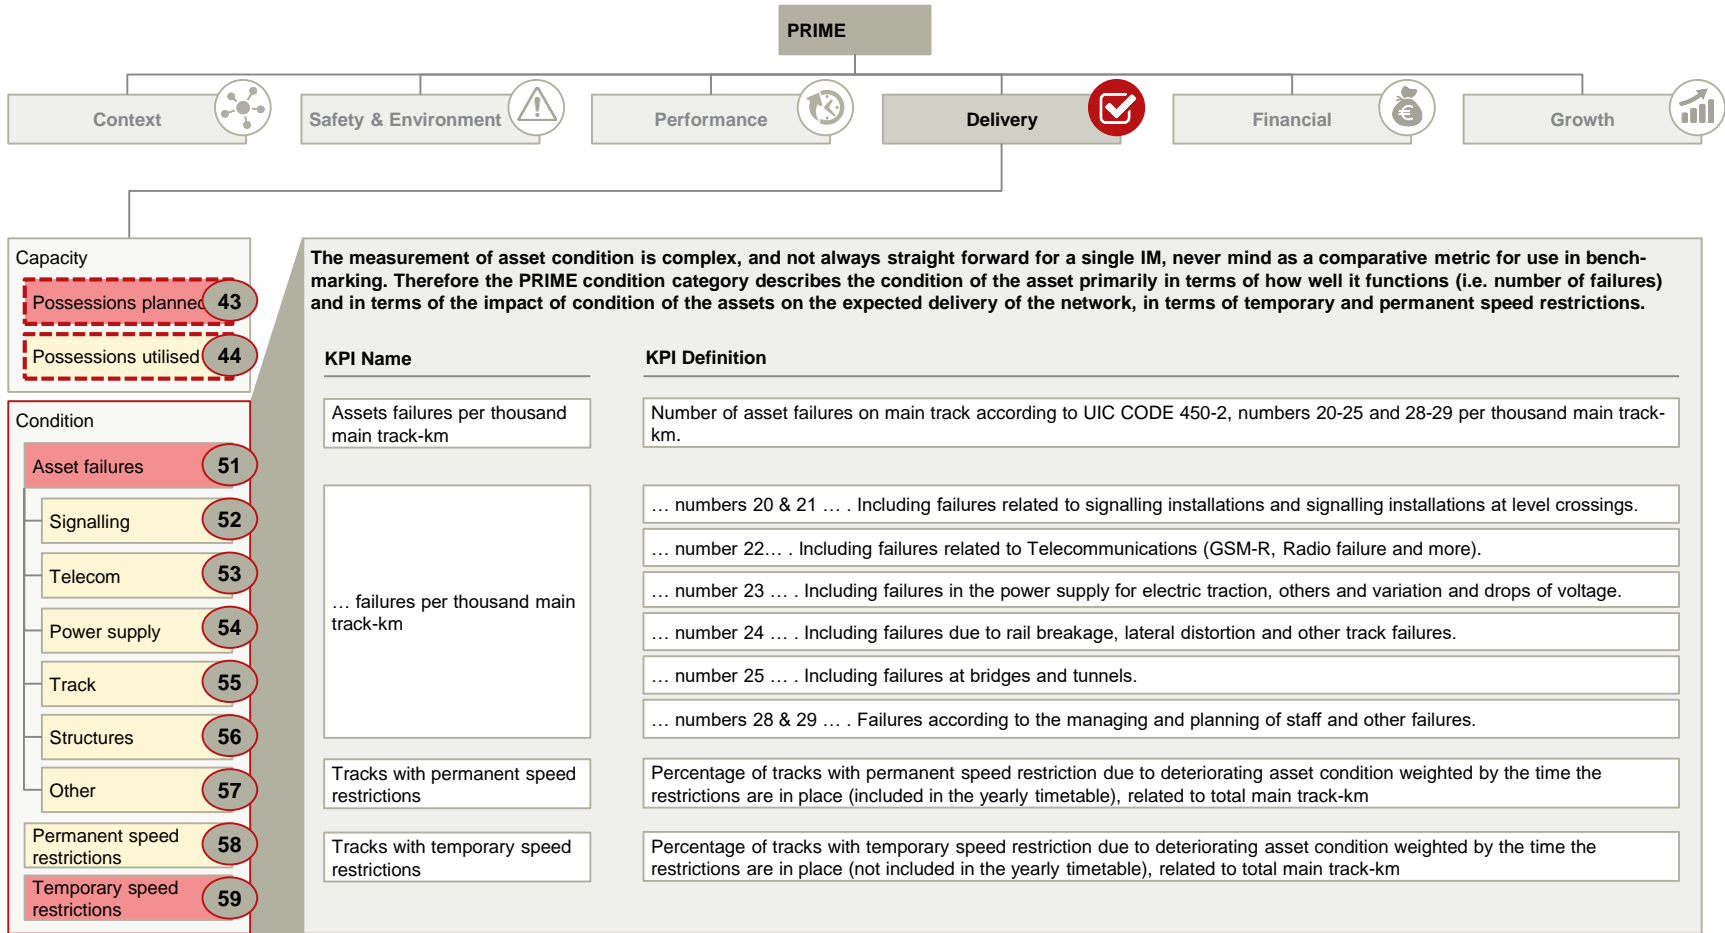 PRIME
Context
Safety & Environment
Performance
Delivery
Financial
Growth
Capacity
Possessions planned 43
Possessions utilised 44
Condition
Asset failures 51
Signalling 52
Telecom 53
Power supply 54
Track 55
Structures 56
Other 57
Permanent speed
restrictions 58
Temporary speed
restrictions 59
The measurement of asset condition is complex, and not always straight forward for a single IM, never mind as a comparative metric for use in bench-
marking. Therefore the PRIME condition category describes the condition of the asset primarily in terms of how well it functions (i.e. number of failures)
and in terms of the impact of condition of the assets on the expected delivery of the network, in terms of temporary and permanent speed restrictions.
KPI Name
KPI Definition
Assets failures per thousand
main track-km
Number of asset failures on main track according to UIC CODE 450-2, numbers 20-25 and 28-29 per thousand main track-
km.
… failures per thousand main
track-km
… numbers 20 & 21 … . Including failures related to signalling installations and signalling installations at level crossings.
… number 22… . Including failures related to Telecommunications (GSM-R, Radio failure and more).
… number 23 … . Including failures in the power supply for electric traction, others and variation and drops of voltage.
… number 24 … . Including failures due to rail breakage, lateral distortion and other track failures.
… number 25 … . Including failures at bridges and tunnels.
… numbers 28 & 29 … . Failures according to the managing and planning of staff and other failures.
Tracks with permanent speed
restrictions
Percentage of tracks with permanent speed restriction due to deteriorating asset condition weighted by the time the
restrictions are in place (included in the yearly timetable), related to total main track-km
Tracks with temporary speed
restrictions
Percentage of tracks with temporary speed restriction due to deteriorating asset condition weighted by the time the
restrictions are in place (not included in the yearly timetable), related to total main track-km